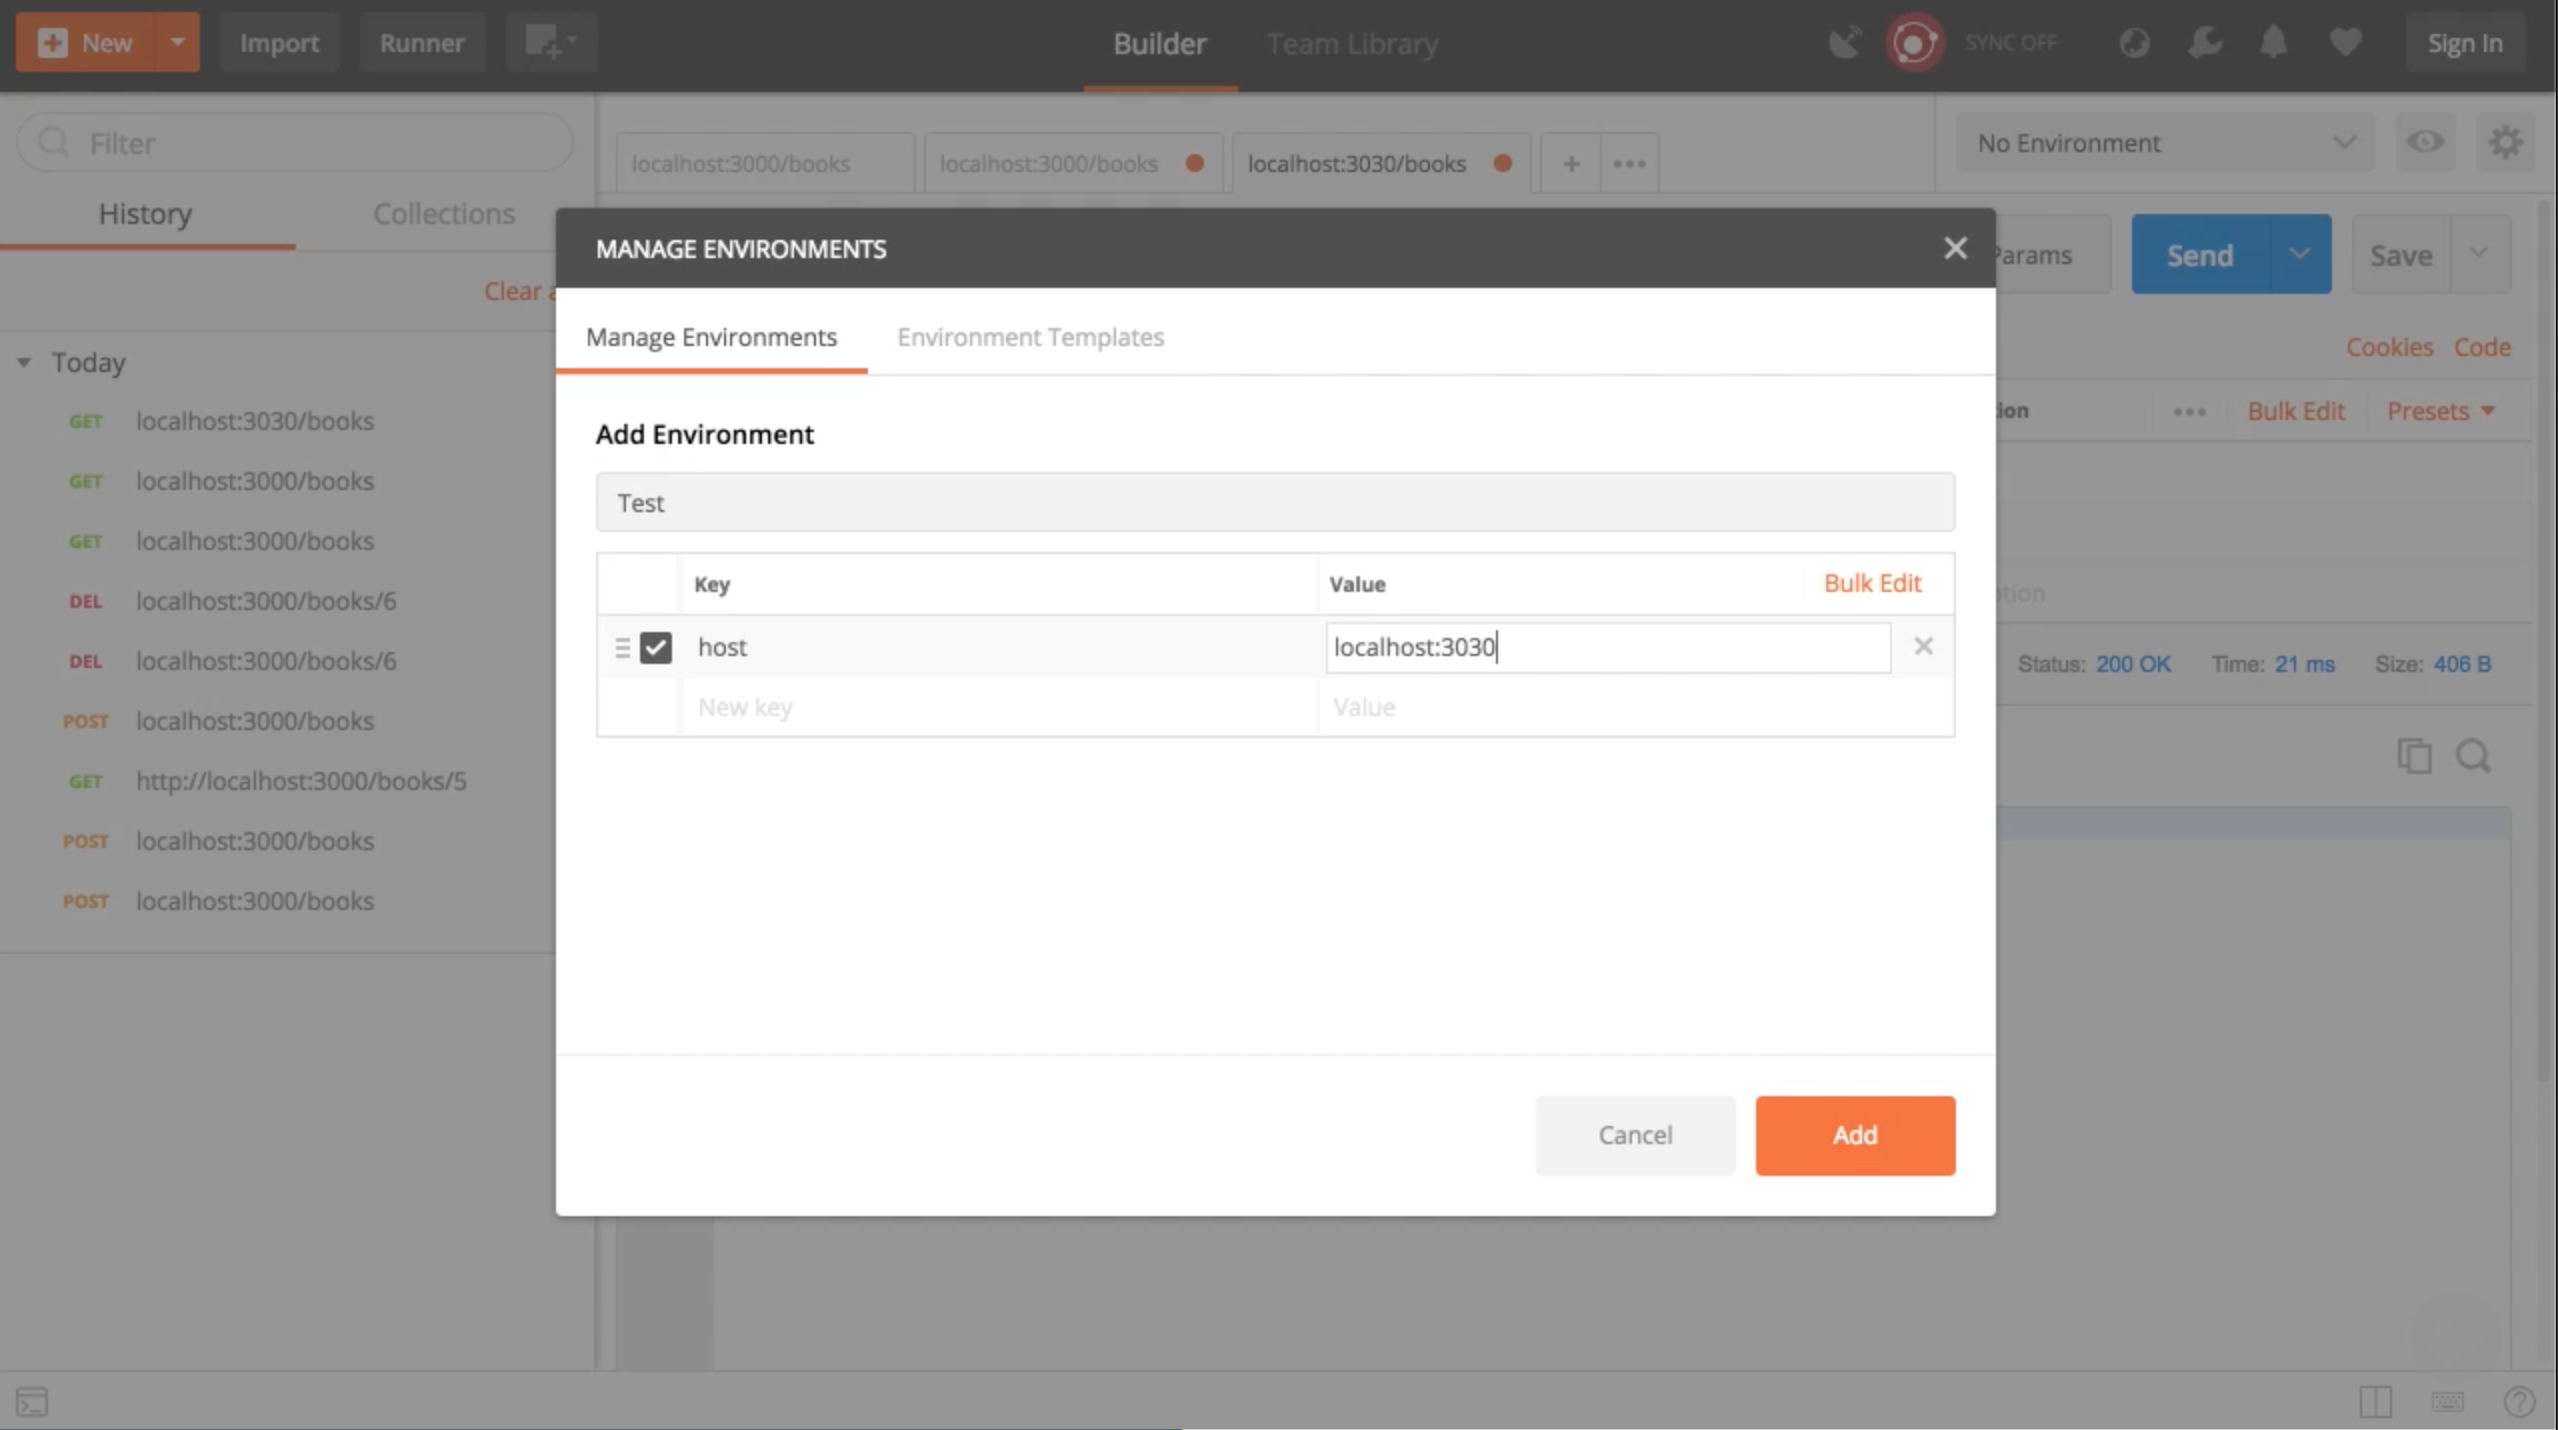 New
Import
Runner
Builder
Team Library
SYNC OFF
Sign In
Filter
localhost:3000/books
localhost:3000/books
localhost:3030/books
No Environment
History
Collections
Clear
MANAGE ENVIRONMENTS
Params
Send
Save
Manage Environments
Environment Templates
Cookies
Code
Today
GET localhost:3030/books
GET localhost:3000/books
GET localhost:3000/books
DEL localhost:3000/books/6
DEL localhost:3000/books/6
POST localhost:3000/books
GET http://localhost:3000/books/5
POST localhost:3000/books
POST localhost:3000/books
Add Environment
Test
Key
Value
Bulk Edit
host
localhost:3030
New key
Value
Cancel
Add
Bulk Edit
Presets
Status: 200 OK
Time: 21 ms
Size: 406 B